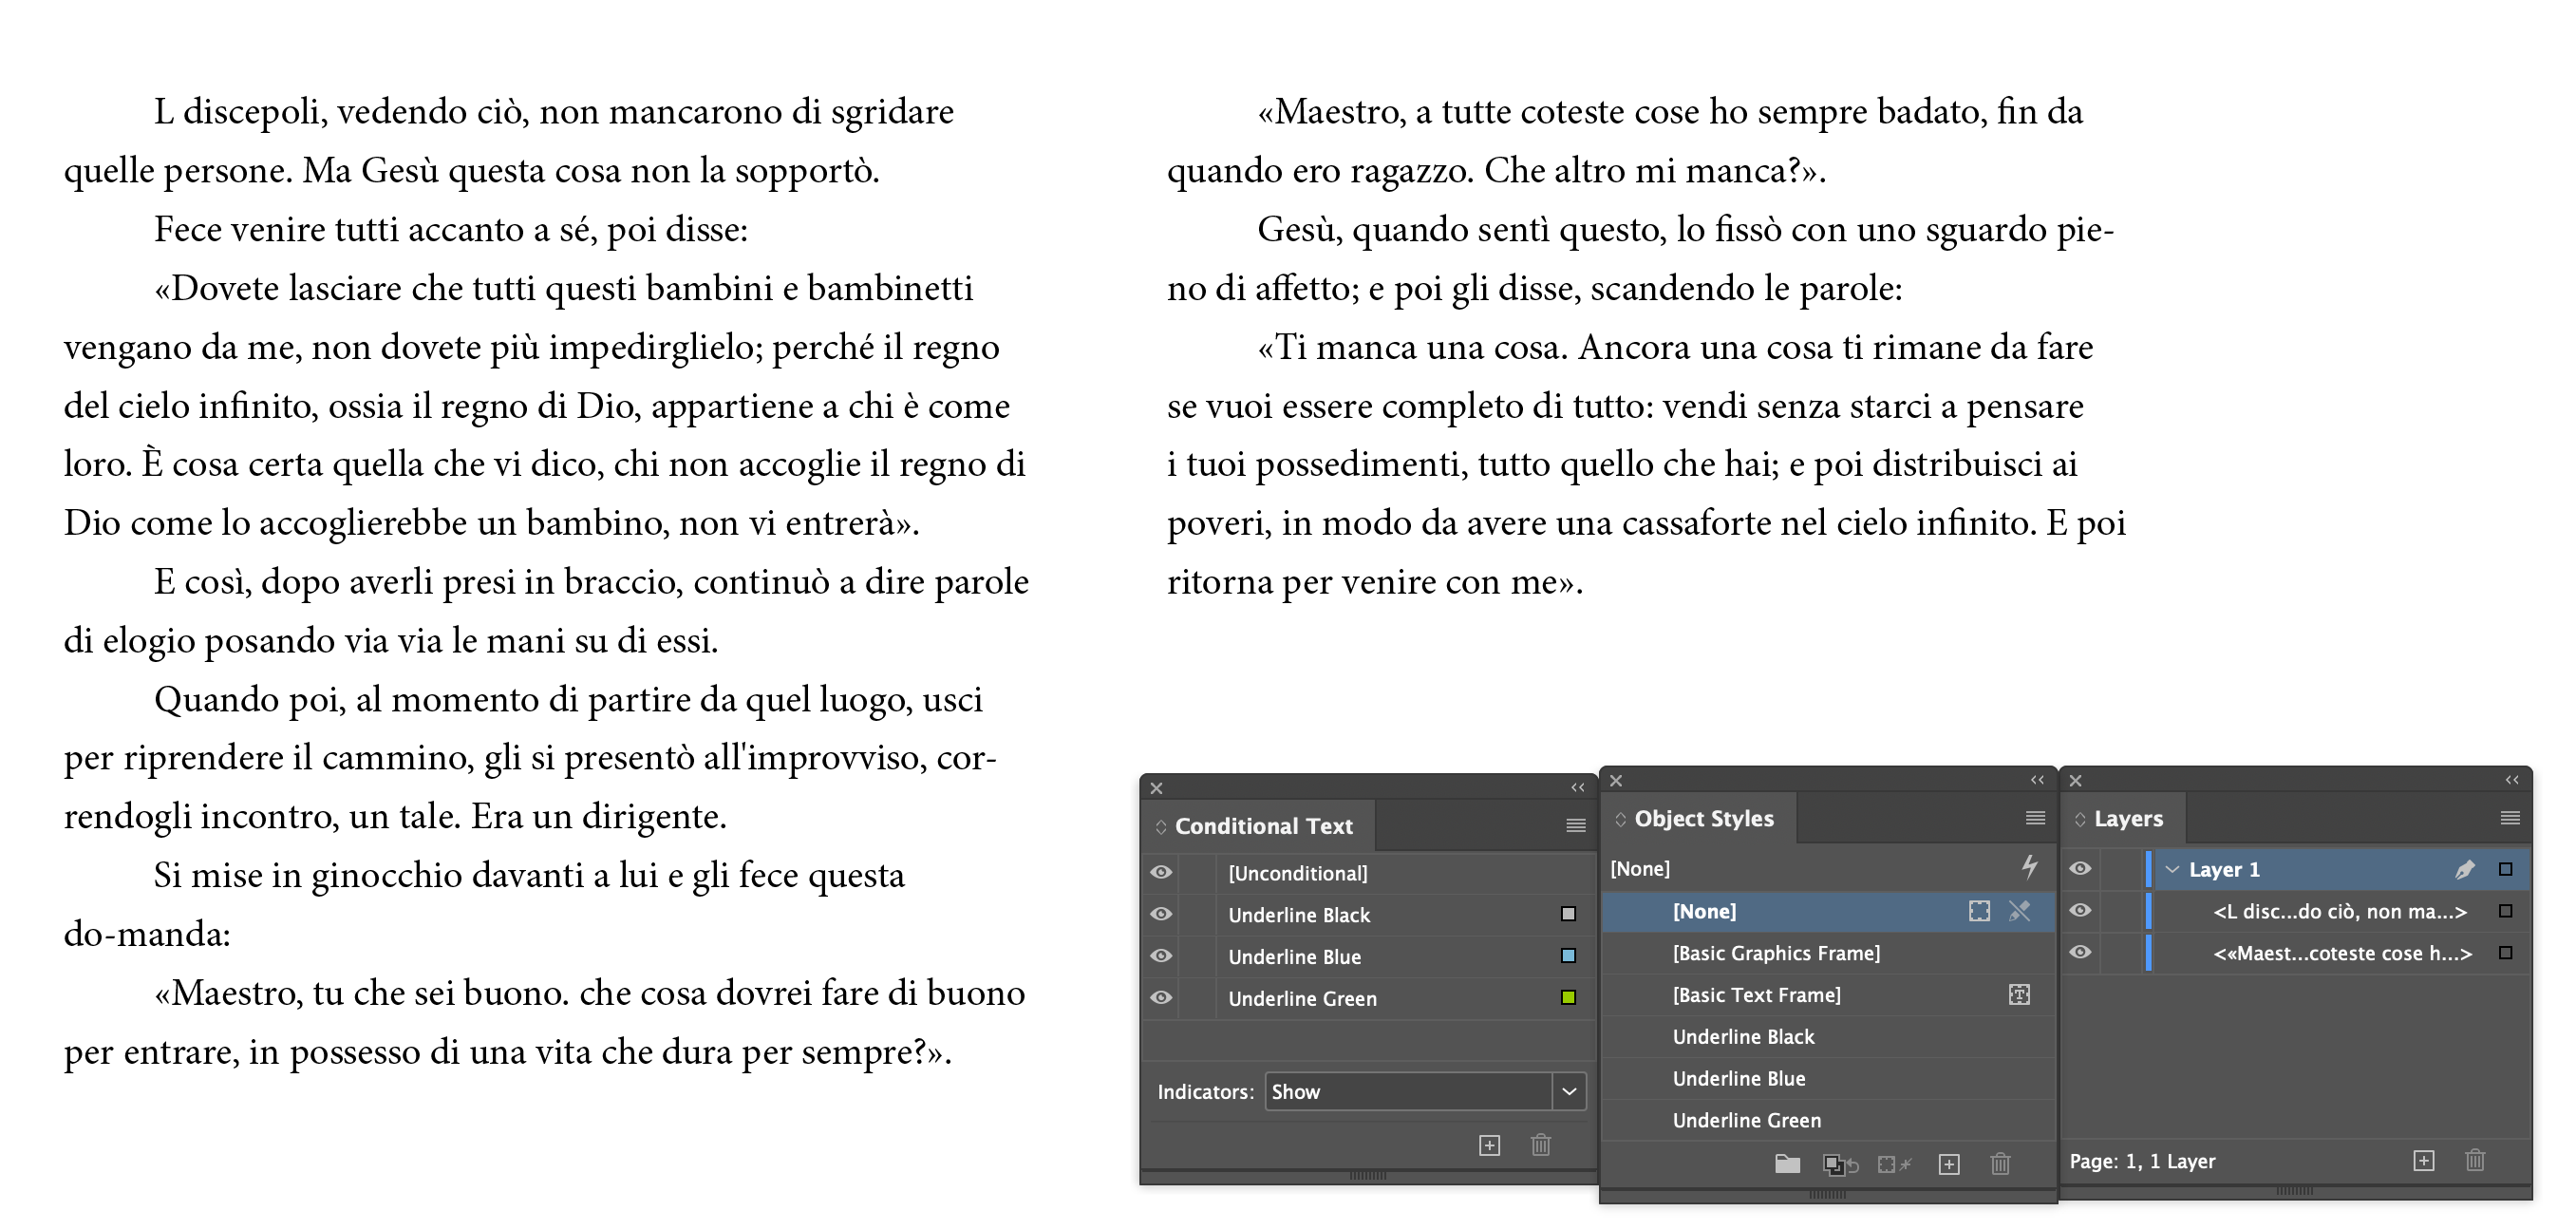 L discepoli, vedendo ciò, non mancarono di sgridare
quelle persone. Ma Gesù questa cosa non la sopportò.
Fece venire tutti accanto a sé, poi disse:
«Dovete lasciare che tutti questi bambini e bambinetti
vengano da me, non dovete più impedirglielo; perché il regno
del cielo infinito, ossia il regno di Dio, appartiene a chi è come
loro. È cosa certa quella che vi dico, chi non accoglie il regno di
Dio come lo accoglierebbe un bambino, non vi entrerà».
E così, dopo averli presi in braccio, continuò a dire parole
di elogio posando via via le mani su di essi.
Quando poi, al momento di partire da quel luogo, usci
per riprendere il cammino, gli si presentò all'improvviso, cor-
rendogli incontro, un tale. Era un dirigente.
Si mise in ginocchio davanti a lui e gli fece questa
do-manda:
«Maestro, tu che sei buono. che cosa dovrei fare di buono
per entrare, in possesso di una vita che dura per sempre?».
«Maestro, a tutte coteste cose ho sempre badato, fin da
quando ero ragazzo. Che altro mi manca?».
Gesù, quando sentì questo, lo fissò con uno sguardo pie-
no di affetto; e poi gli disse, scandendo le parole:
«Ti manca una cosa. Ancora una cosa ti rimane da fare
se vuoi essere completo di tutto: vendi senza starci a pensare
i tuoi possedimenti, tutto quello che hai; e poi distribuisci ai
poveri, in modo da avere una cassaforte nel cielo infinito. E poi
ritorna per venire con me».
Conditional Text
[Unconditional]
Underline Black
Underline Blue
Underline Green
Indicators: Show
Object Styles
[None]
[None]
[Basic Graphics Frame]
[Basic Text Frame]
Underline Black
Underline Blue
Underline Green
Layers
Layer 1
<L disc...do ciò, non ma...>
<«Maest...coteste cose h...>
Page: 1, 1 Layer